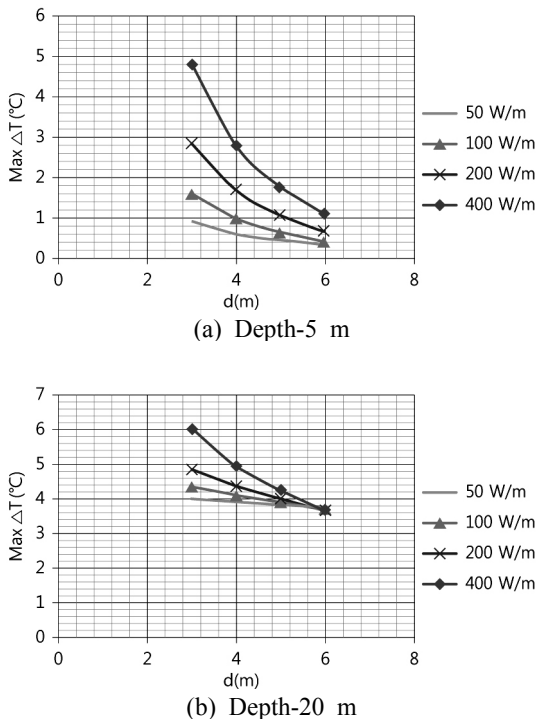 6
5
4
3
2
1
0
Max △T(℃)
0 2 4 6 8
d(m)
50 W/m
100 W/m
200 W/m
400 W/m
(a) Depth-5 m
7
6
5
4
3
2
1
0
Max △T(℃)
0 2 4 6 8
d(m)
50 W/m
100 W/m
200 W/m
400 W/m
(b) Depth-20 m